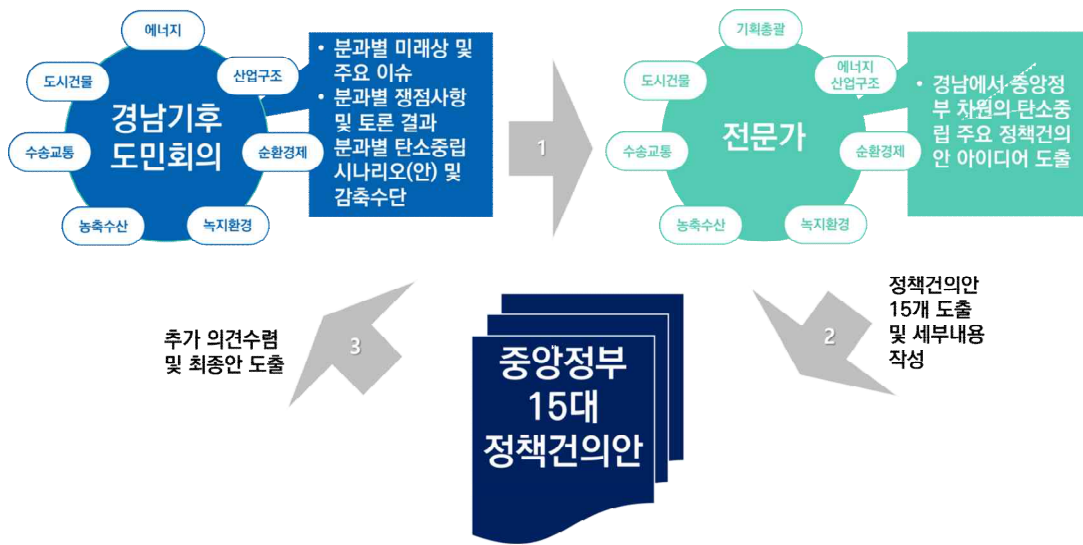 에너지
도시건물
산업구조
수송교통
순환경제
농축수산
녹지환경
경남기후
도민회의
• 분과별 미래상 및
주요 이슈
• 분과별 쟁점사항
및 토론 결과
분과별 탄소중립
시나리오(안) 및
감축수단
1
기획총괄
도시건물
에너지
산업구조
수송교통
순환경제
농축수산
녹지환경
전문가
• 경남에서 중앙정
부 차원의 탄소중
립 주요 정책건의
안 아이디어 도출
2
정책건의안
15개 도출
및 세부내용
작성
중앙정부
15대
정책건의안
3
추가 의견수렴
및 최종안 도출